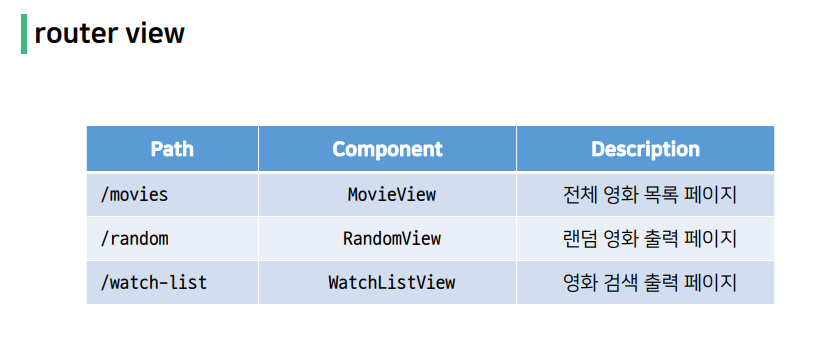 router view
Path Component Description
/movies MovieView 전체 영화 목록 페이지
/random RandomView 랜덤 영화 출력 페이지
/watch-list WatchListView 영화 검색 출력 페이지